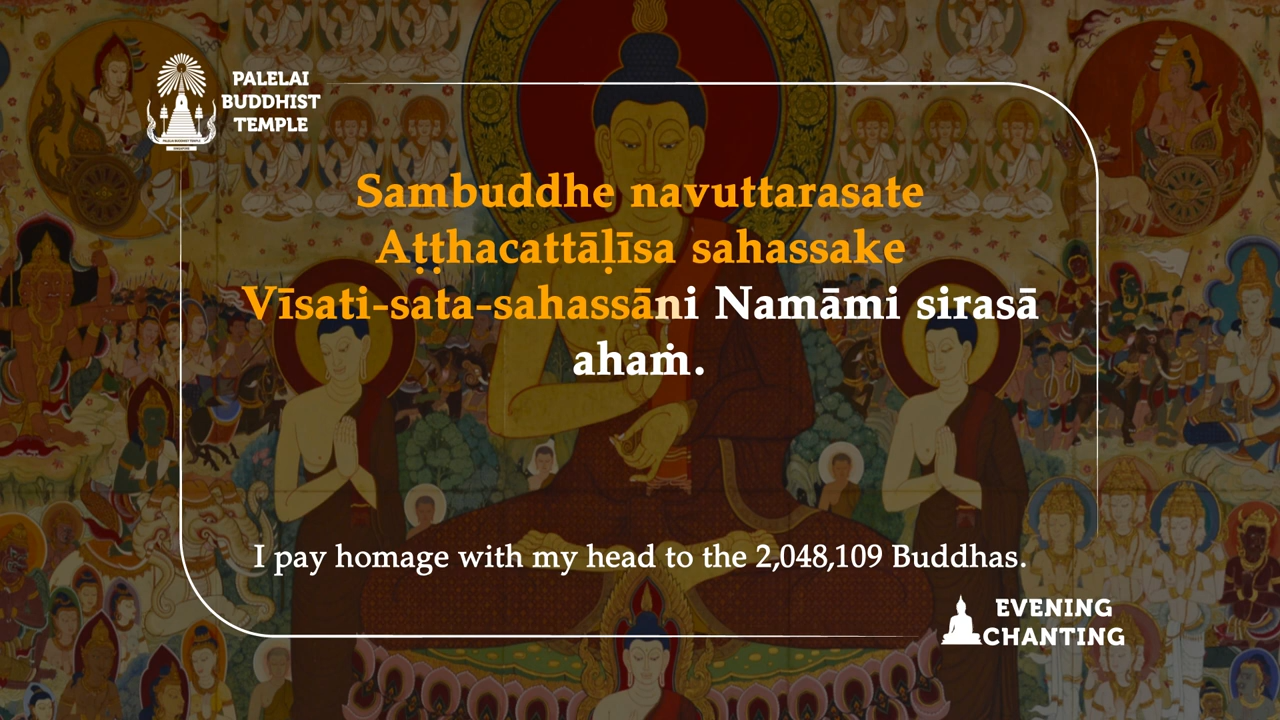 PALELAI
BUDDHIST
TEMPLE
Sambuddhe navuttarasate
Aṭṭhacattāḷīsa sahassake
Vīsati-sata-sahassāni Namāmi sirasā
ahaṁ.
I pay homage with my head to the 2,048,109 Buddhas.
EVENING
CHANTING